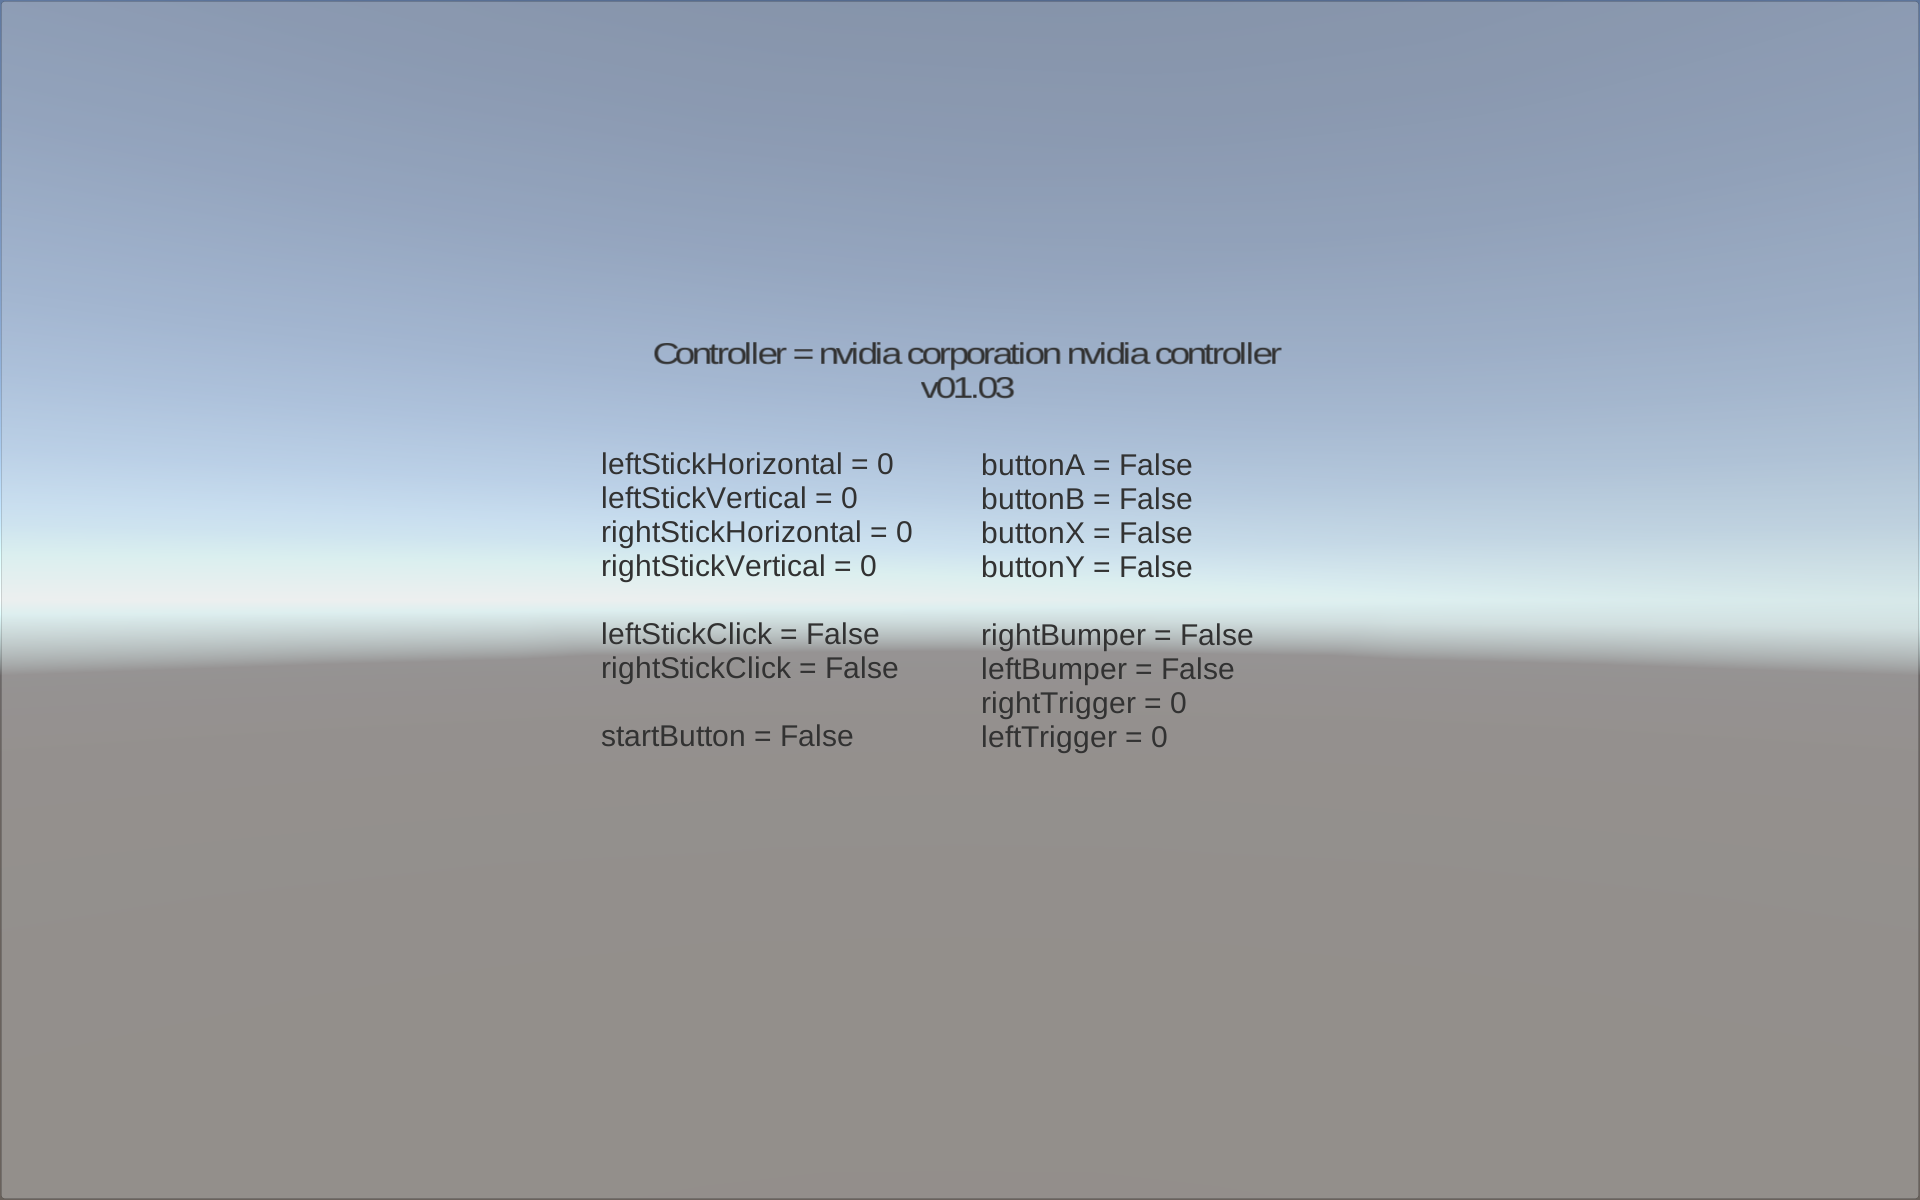 Controller = nvidia corporation nvidia controller
v01.03
leftStickHorizontal = 0
leftStickVertical = 0
rightStickHorizontal = 0
rightStickVertical = 0
leftStickClick = False
rightStickClick = False
startButton = False
buttonA = False
buttonB = False
buttonX = False
buttonY = False
rightBumper = False
leftBumper = False
rightTrigger = 0
leftTrigger = 0